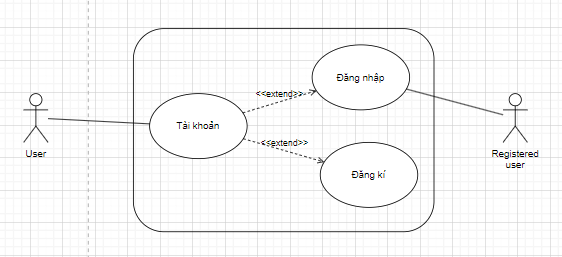 Đăng nhập
<<extend>>
Tài khoản
<<extend>>
Đăng kí
User
Registered
user